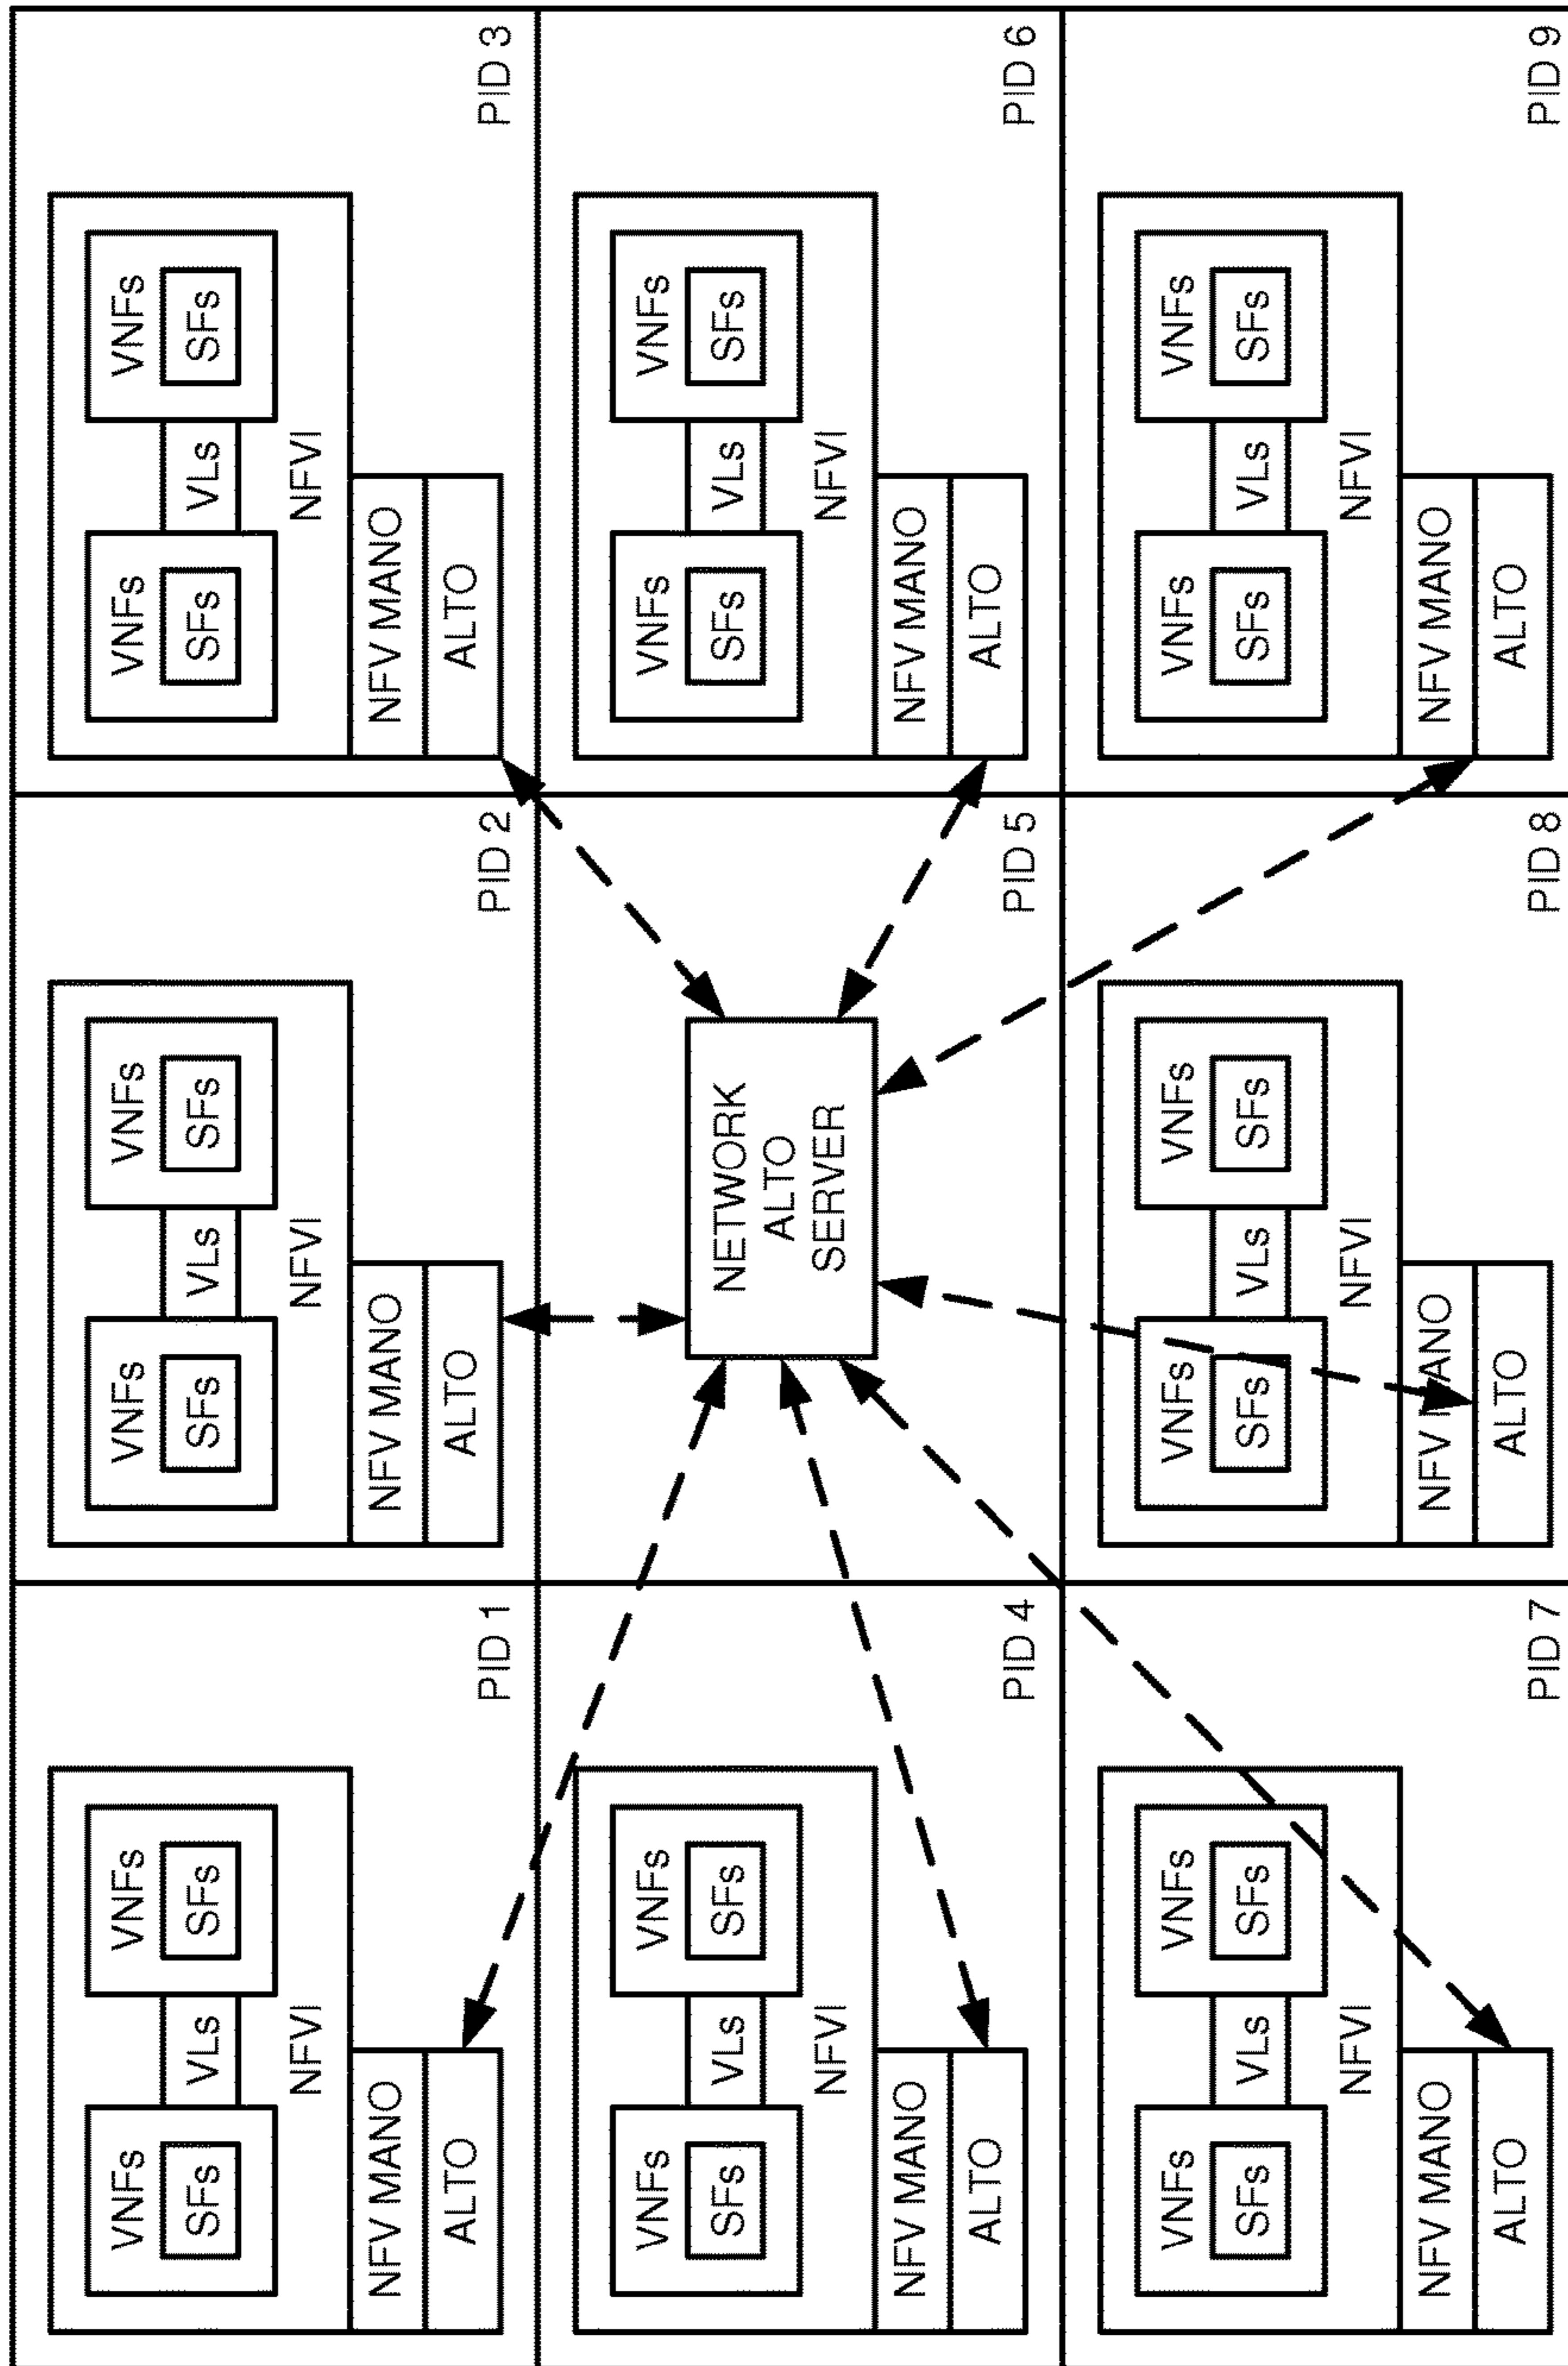 VNFs
SFs
VLs
VNFs
SFs
NFVI
NFV MANO
ALTO
PID 1
VNFs
SFs
VLs
VNFs
SFs
NFVI
NFV MANO
ALTO
PID 2
VNFs
SFs
VLs
VNFs
SFs
NFVI
NFV MANO
ALTO
PID 3
VNFs
SFs
VLs
VNFs
SFs
NFVI
NFV MANO
ALTO
PID 4
NETWORK
ALTO
SERVER
PID 5
VNFs
SFs
VLs
VNFs
SFs
NFVI
NFV MANO
ALTO
PID 6
VNFs
SFs
VLs
VNFs
SFs
NFVI
NFV MANO
ALTO
PID 7
VNFs
SFs
VLs
VNFs
SFs
NFVI
NFV MANO
ALTO
PID 8
VNFs
SFs
VLs
VNFs
SFs
NFVI
NFV MANO
ALTO
PID 9